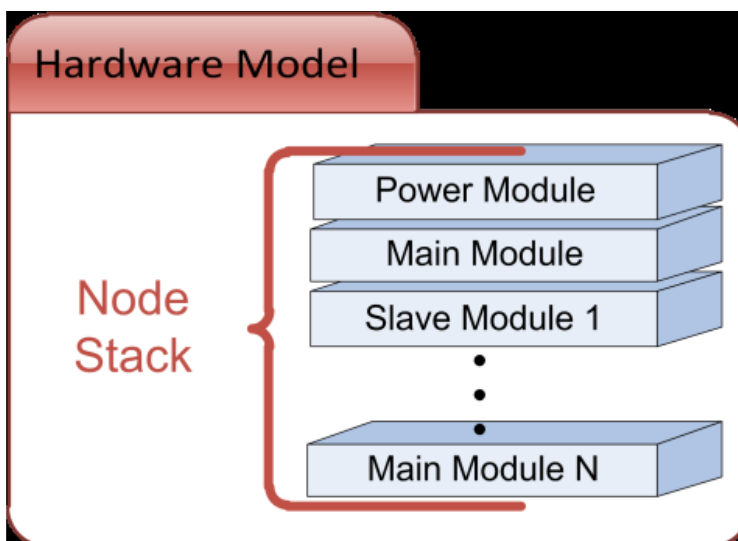 Hardware Model
Power Module
Main Module
Node
Stack
Slave Module 1
Main Module N